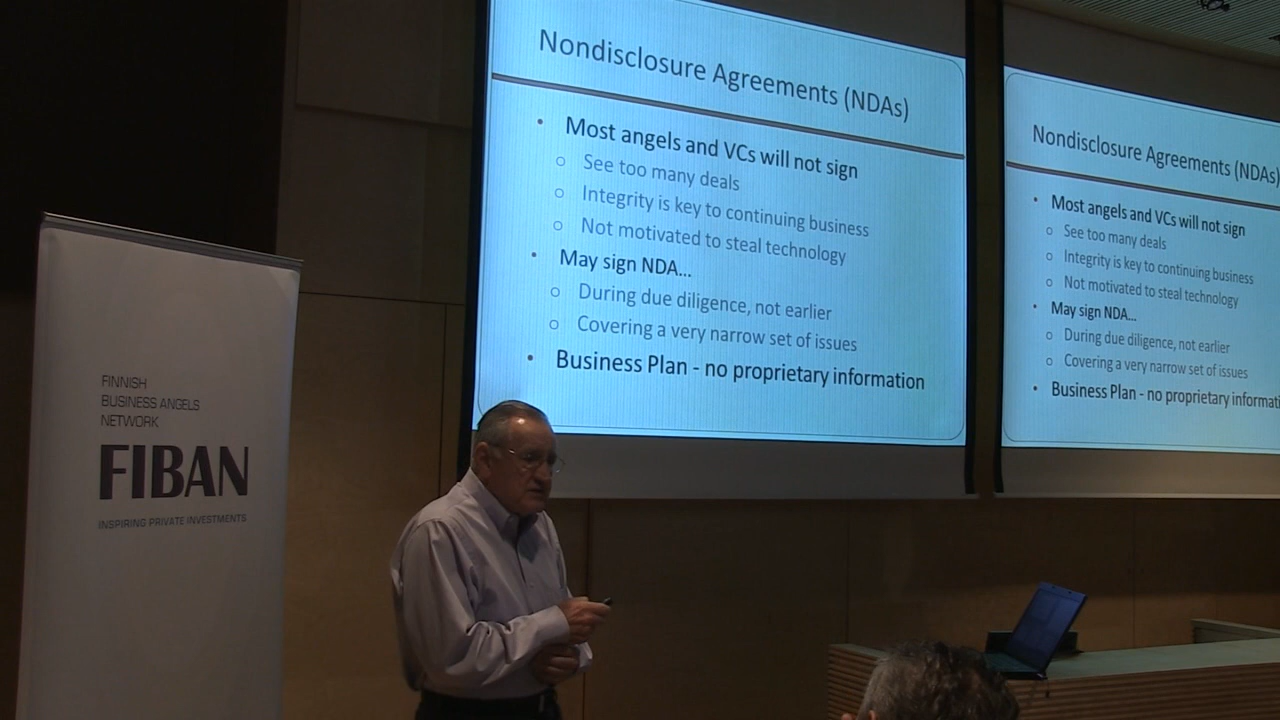 FINNISH
BUSINESS ANGELS
NETWORK
FIBAN
INSPIRING PRIVATE INVESTMENTS
Nondisclosure Agreements (NDAs)
• Most angels and VCs will not sign
○ See too many deals
○ Integrity is key to continuing business
○ Not motivated to steal technology
• May sign NDA...
○ During due diligence, not earlier
○ Covering a very narrow set of issues
• Business Plan - no proprietary information
Nondisclosure Agreements (NDAs)
• Most angels and VCs will not sign
○ See too many deals
○ Integrity is key to continuing business
○ Not motivated to steal technology
• May sign NDA...
○ During due diligence, not earlier
○ Covering a very narrow set of issues
• Business Plan - no proprietary informati